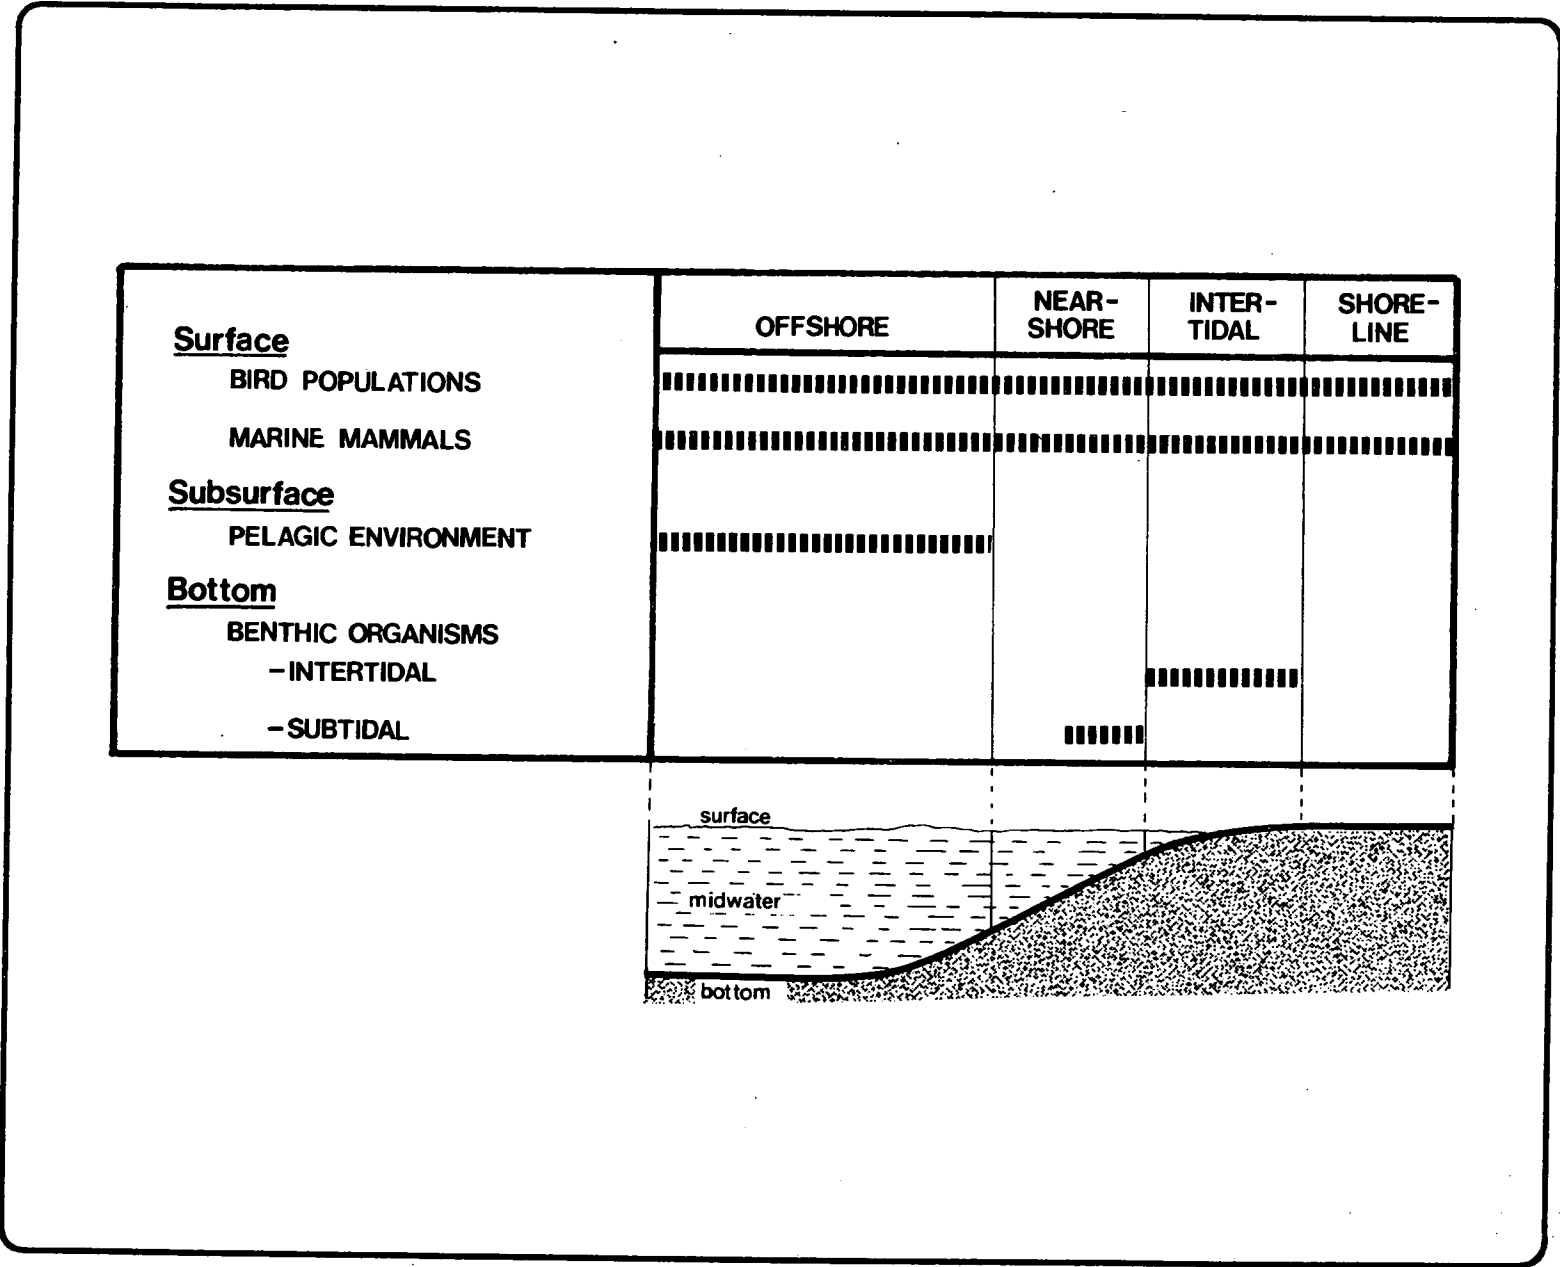 OFFSHORE
NEAR-
SHORE
INTER-
TIDAL
SHORE-
LINE
Surface
BIRD POPULATIONS
MARINE MAMMALS
Subsurface
PELAGIC ENVIRONMENT
Bottom
BENTHIC ORGANISMS
-INTERTIDAL
-SUBTIDAL
surface
midwater
bottom